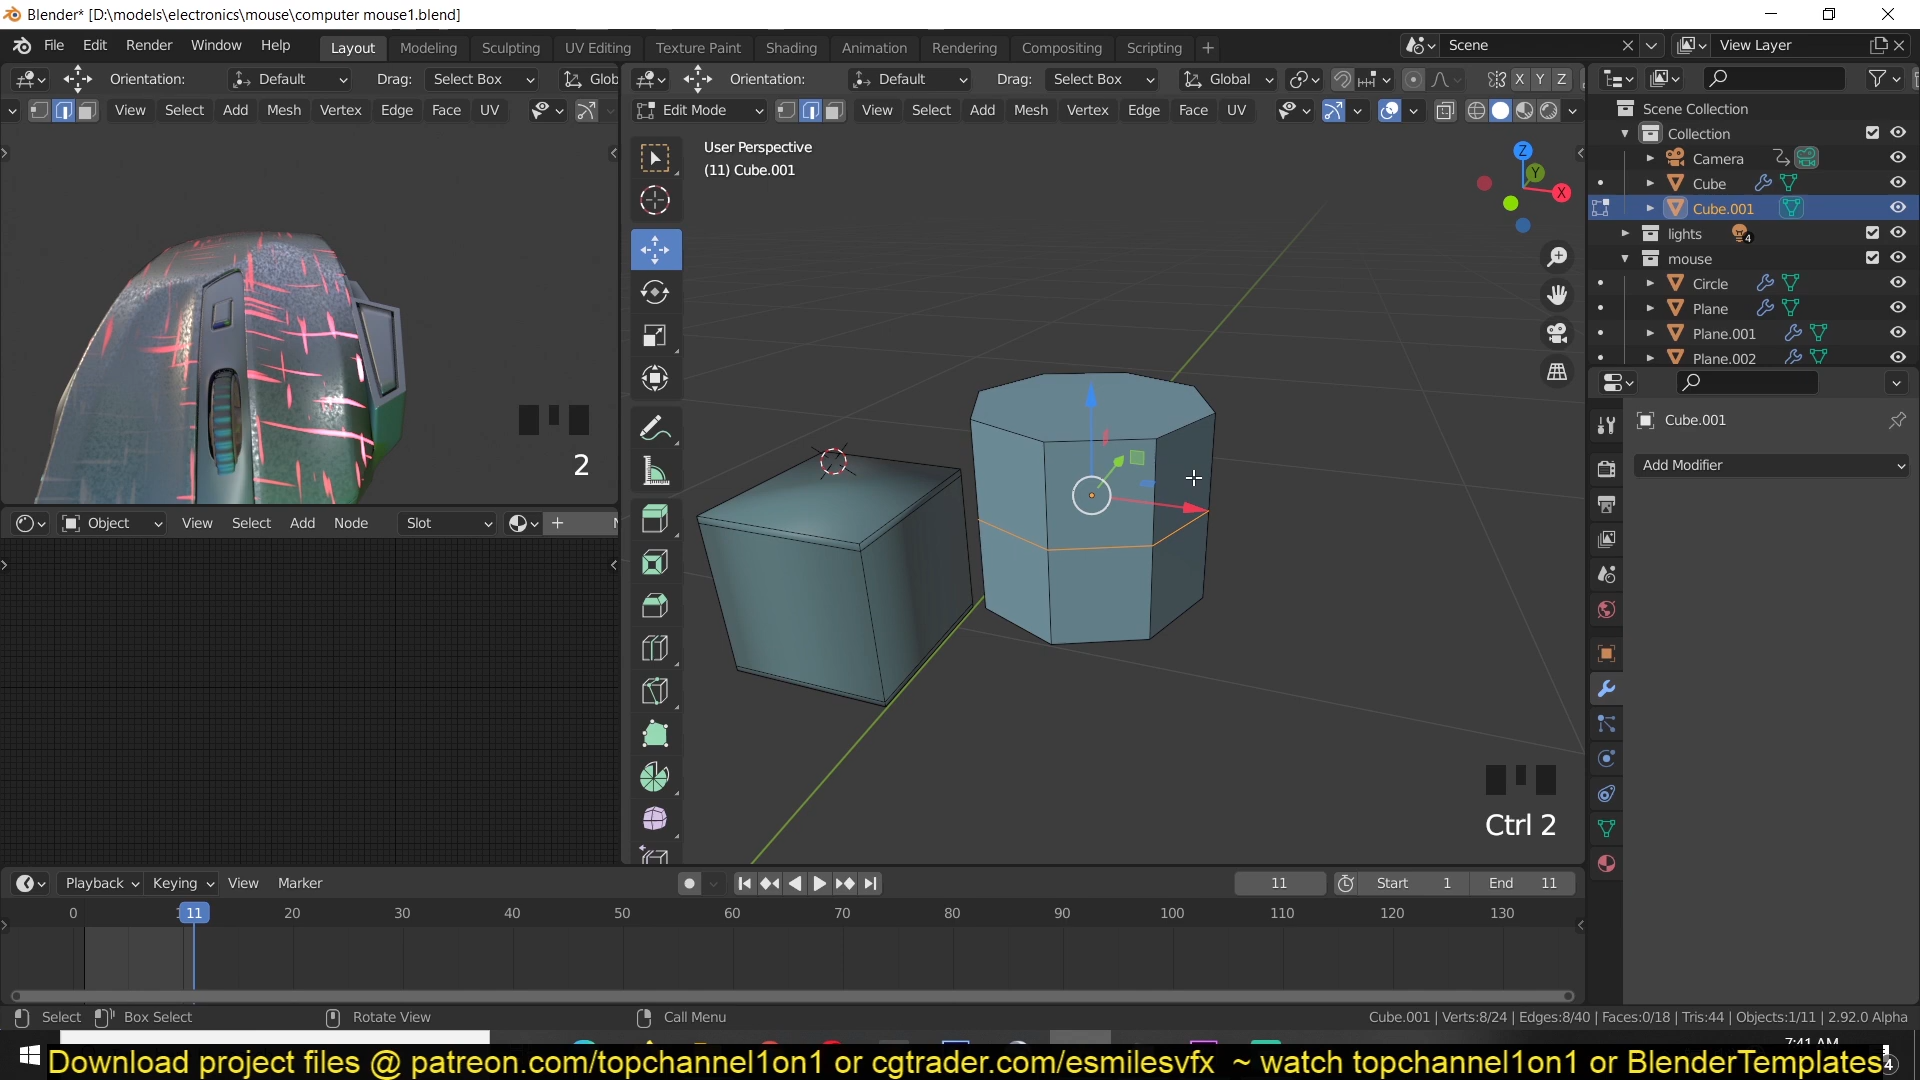 Blender* [D:\models\electronics\mouse\computer mouse1.blend]
File Edit Render Window Help Layout Modeling Sculpting UV Editing Texture Paint Shading Animation Rendering Compositing Scripting + Scene View Layer
Orientation: Default Drag: Select Box Glob Orientation: Default Drag: Select Box Global X Y Z
View Select Add Mesh Vertex Edge Face UV Edit Mode View Select Add Mesh Vertex Edge Face UV
User Perspective
(11) Cube.001
Z
Y
X
Scene Collection
Collection
Camera
Cube
Cube.001
lights 4
mouse
Circle
Plane
Plane.001
Plane.002
2
Cube.001
Add Modifier
Object View Select Add Node Slot
Ctrl 2
Playback Keying View Marker 11 Start 1 End 11
0 11 20 30 40 50 60 70 80 90 100 110 120 130
Select Box Select Rotate View Call Menu Cube.001 | Verts:8/24 | Edges:8/40 | Faces:0/18 | Tris:44 | Objects:1/11 | 2.92.0 Alpha
7:41 AM
Download project files @ patreon.com/topchannel1on1 or cgtrader.com/esmilesvfx ~ watch topchannel1on1 or BlenderTemplates
4